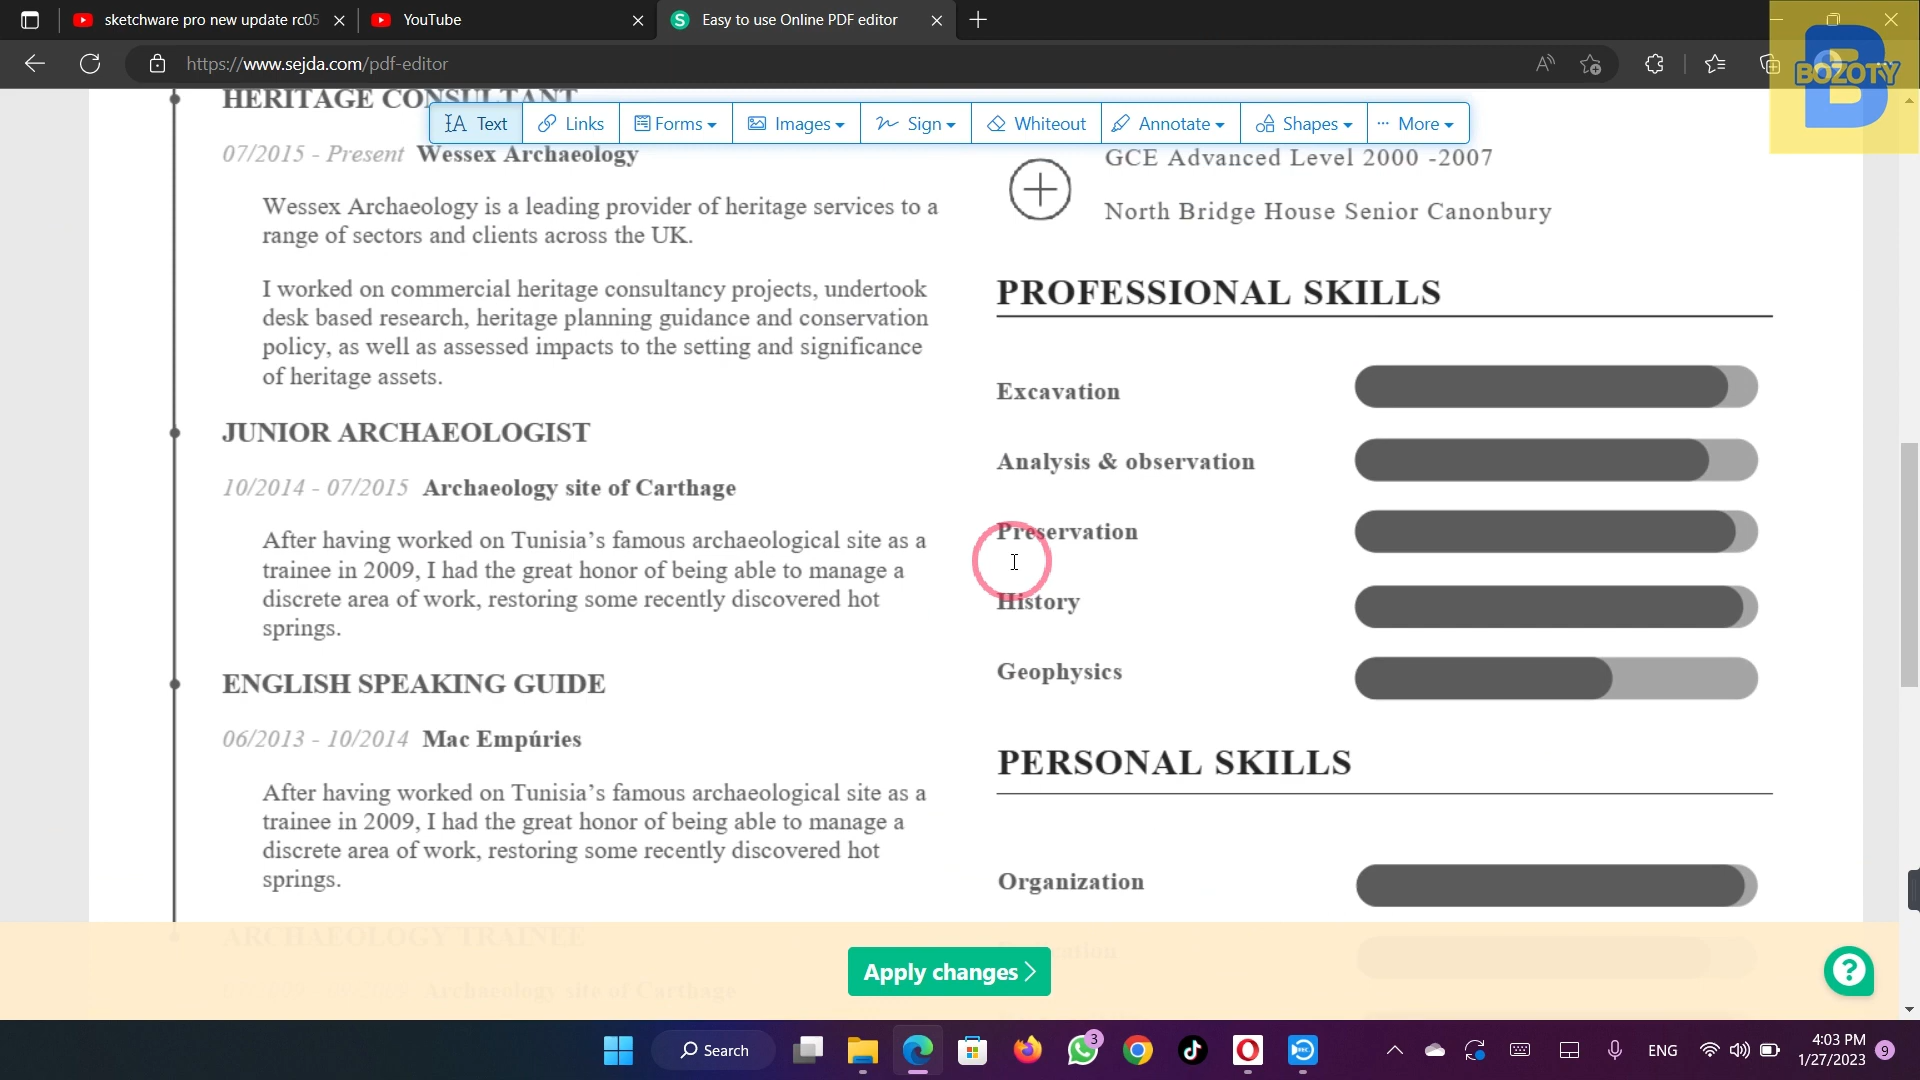 sketchware pro new update rc05
YouTube
Easy to use Online PDF editor
https://www.sejda.com/pdf-editor
BOZOTY
Text
Links
Forms
Images
Sign
Whiteout
Annotate
Shapes
More
HERITAGE CONSULTANT
07/2015 - Present Wessex Archaeology
Wessex Archaeology is a leading provider of heritage services to a
range of sectors and clients across the UK.
I worked on commercial heritage consultancy projects, undertook
desk based research, heritage planning guidance and conservation
policy, as well as assessed impacts to the setting and significance
of heritage assets.
JUNIOR ARCHAEOLOGIST
10/2014 - 07/2015 Archaeology site of Carthage
After having worked on Tunisia’s famous archaeological site as a
trainee in 2009, I had the great honor of being able to manage a
discrete area of work, restoring some recently discovered hot
springs.
ENGLISH SPEAKING GUIDE
06/2013 - 10/2014 Mac Empúries
After having worked on Tunisia’s famous archaeological site as a
trainee in 2009, I had the great honor of being able to manage a
discrete area of work, restoring some recently discovered hot
springs.
ARCHAEOLOGY TRAINEE
Archaeology site of Carthage
GCE Advanced Level 2000 -2007
North Bridge House Senior Canonbury
PROFESSIONAL SKILLS
Excavation
Analysis & observation
Preservation
History
Geophysics
PERSONAL SKILLS
Organization
Apply changes
Search
3
ENG
4:03 PM
1/27/2023
9